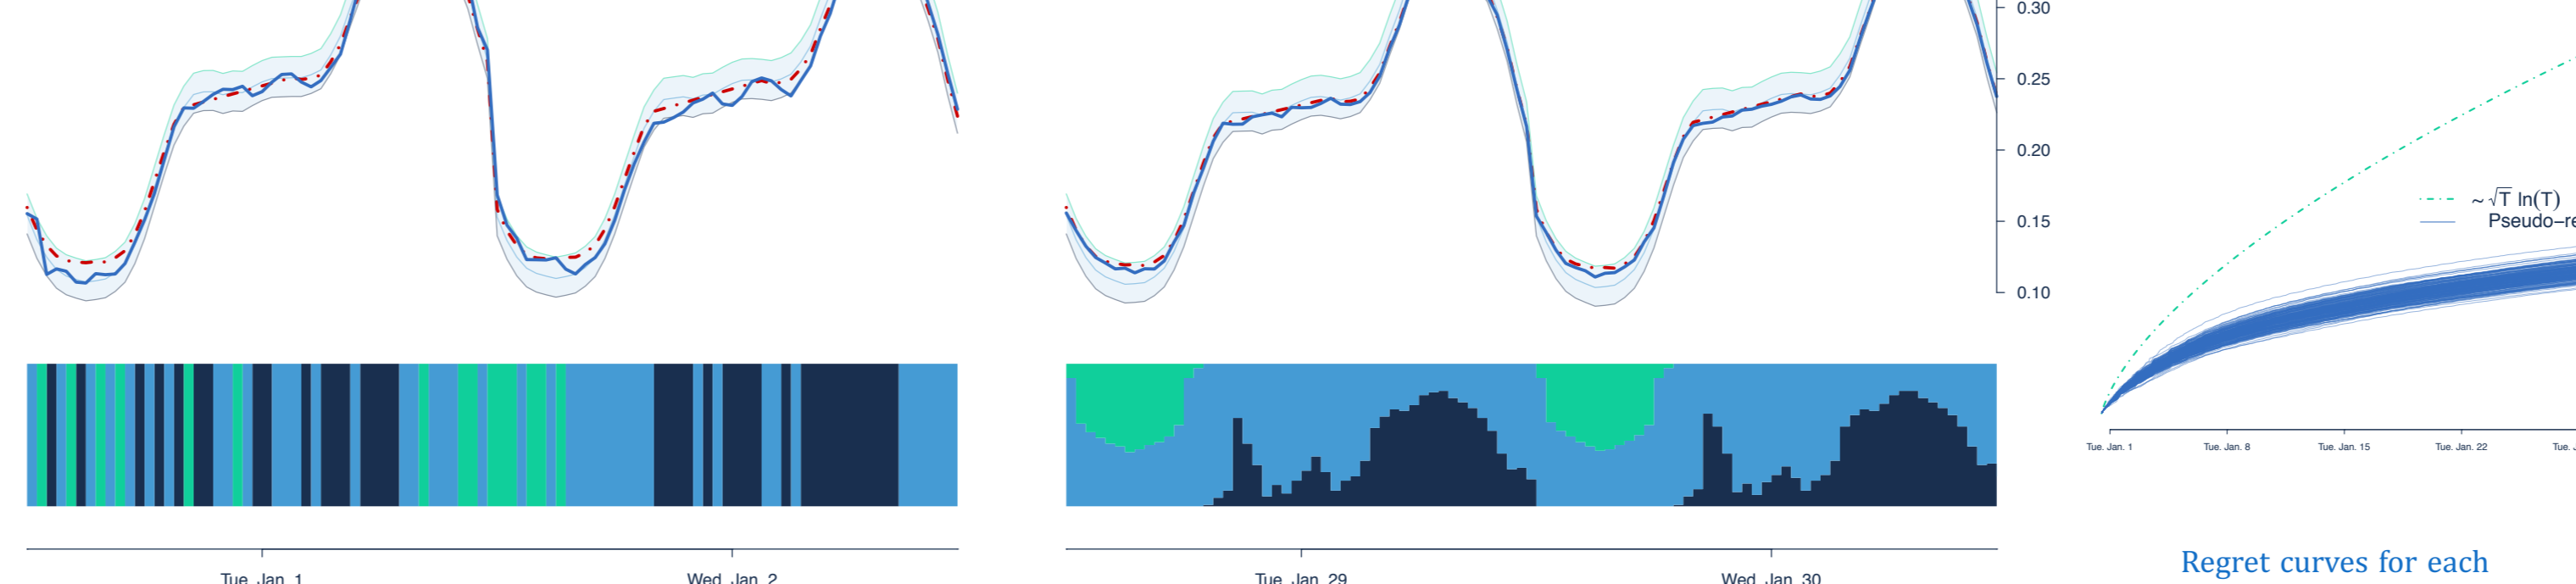 0.30
0.25
0.20
0.15
0.10
~ √T ln(T)
Pseudo−re
Tue. Jan. 1
Tue. Jan. 8
Tue. Jan. 15
Tue. Jan. 22
Tue.
Tue. Jan. 1
Wed. Jan. 2
Tue. Jan. 29
Wed. Jan. 30
Regret curves for each